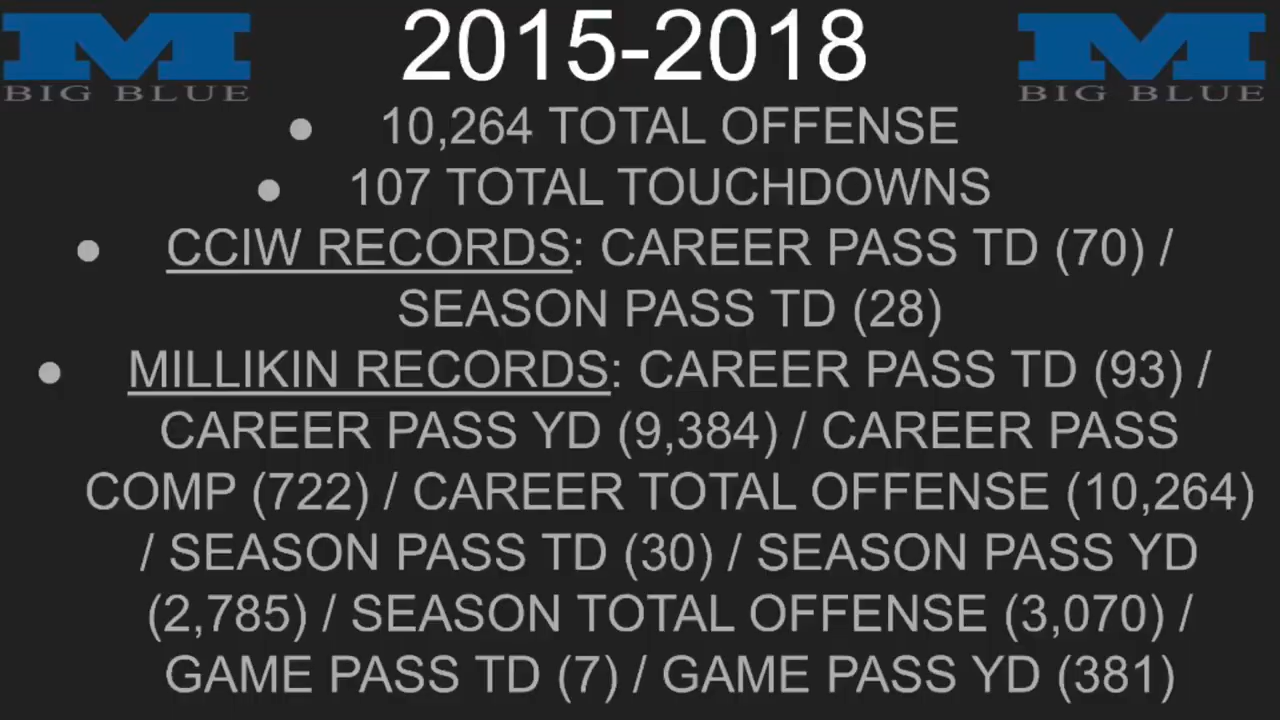 M
BIG BLUE
2015-2018
M
BIG BLUE
● 10,264 TOTAL OFFENSE
● 107 TOTAL TOUCHDOWNS
● CCIW RECORDS: CAREER PASS TD (70) /
SEASON PASS TD (28)
● MILLIKIN RECORDS: CAREER PASS TD (93) /
CAREER PASS YD (9,384) / CAREER PASS
COMP (722) / CAREER TOTAL OFFENSE (10,264)
/ SEASON PASS TD (30) / SEASON PASS YD
(2,785) / SEASON TOTAL OFFENSE (3,070) /
GAME PASS TD (7) / GAME PASS YD (381)